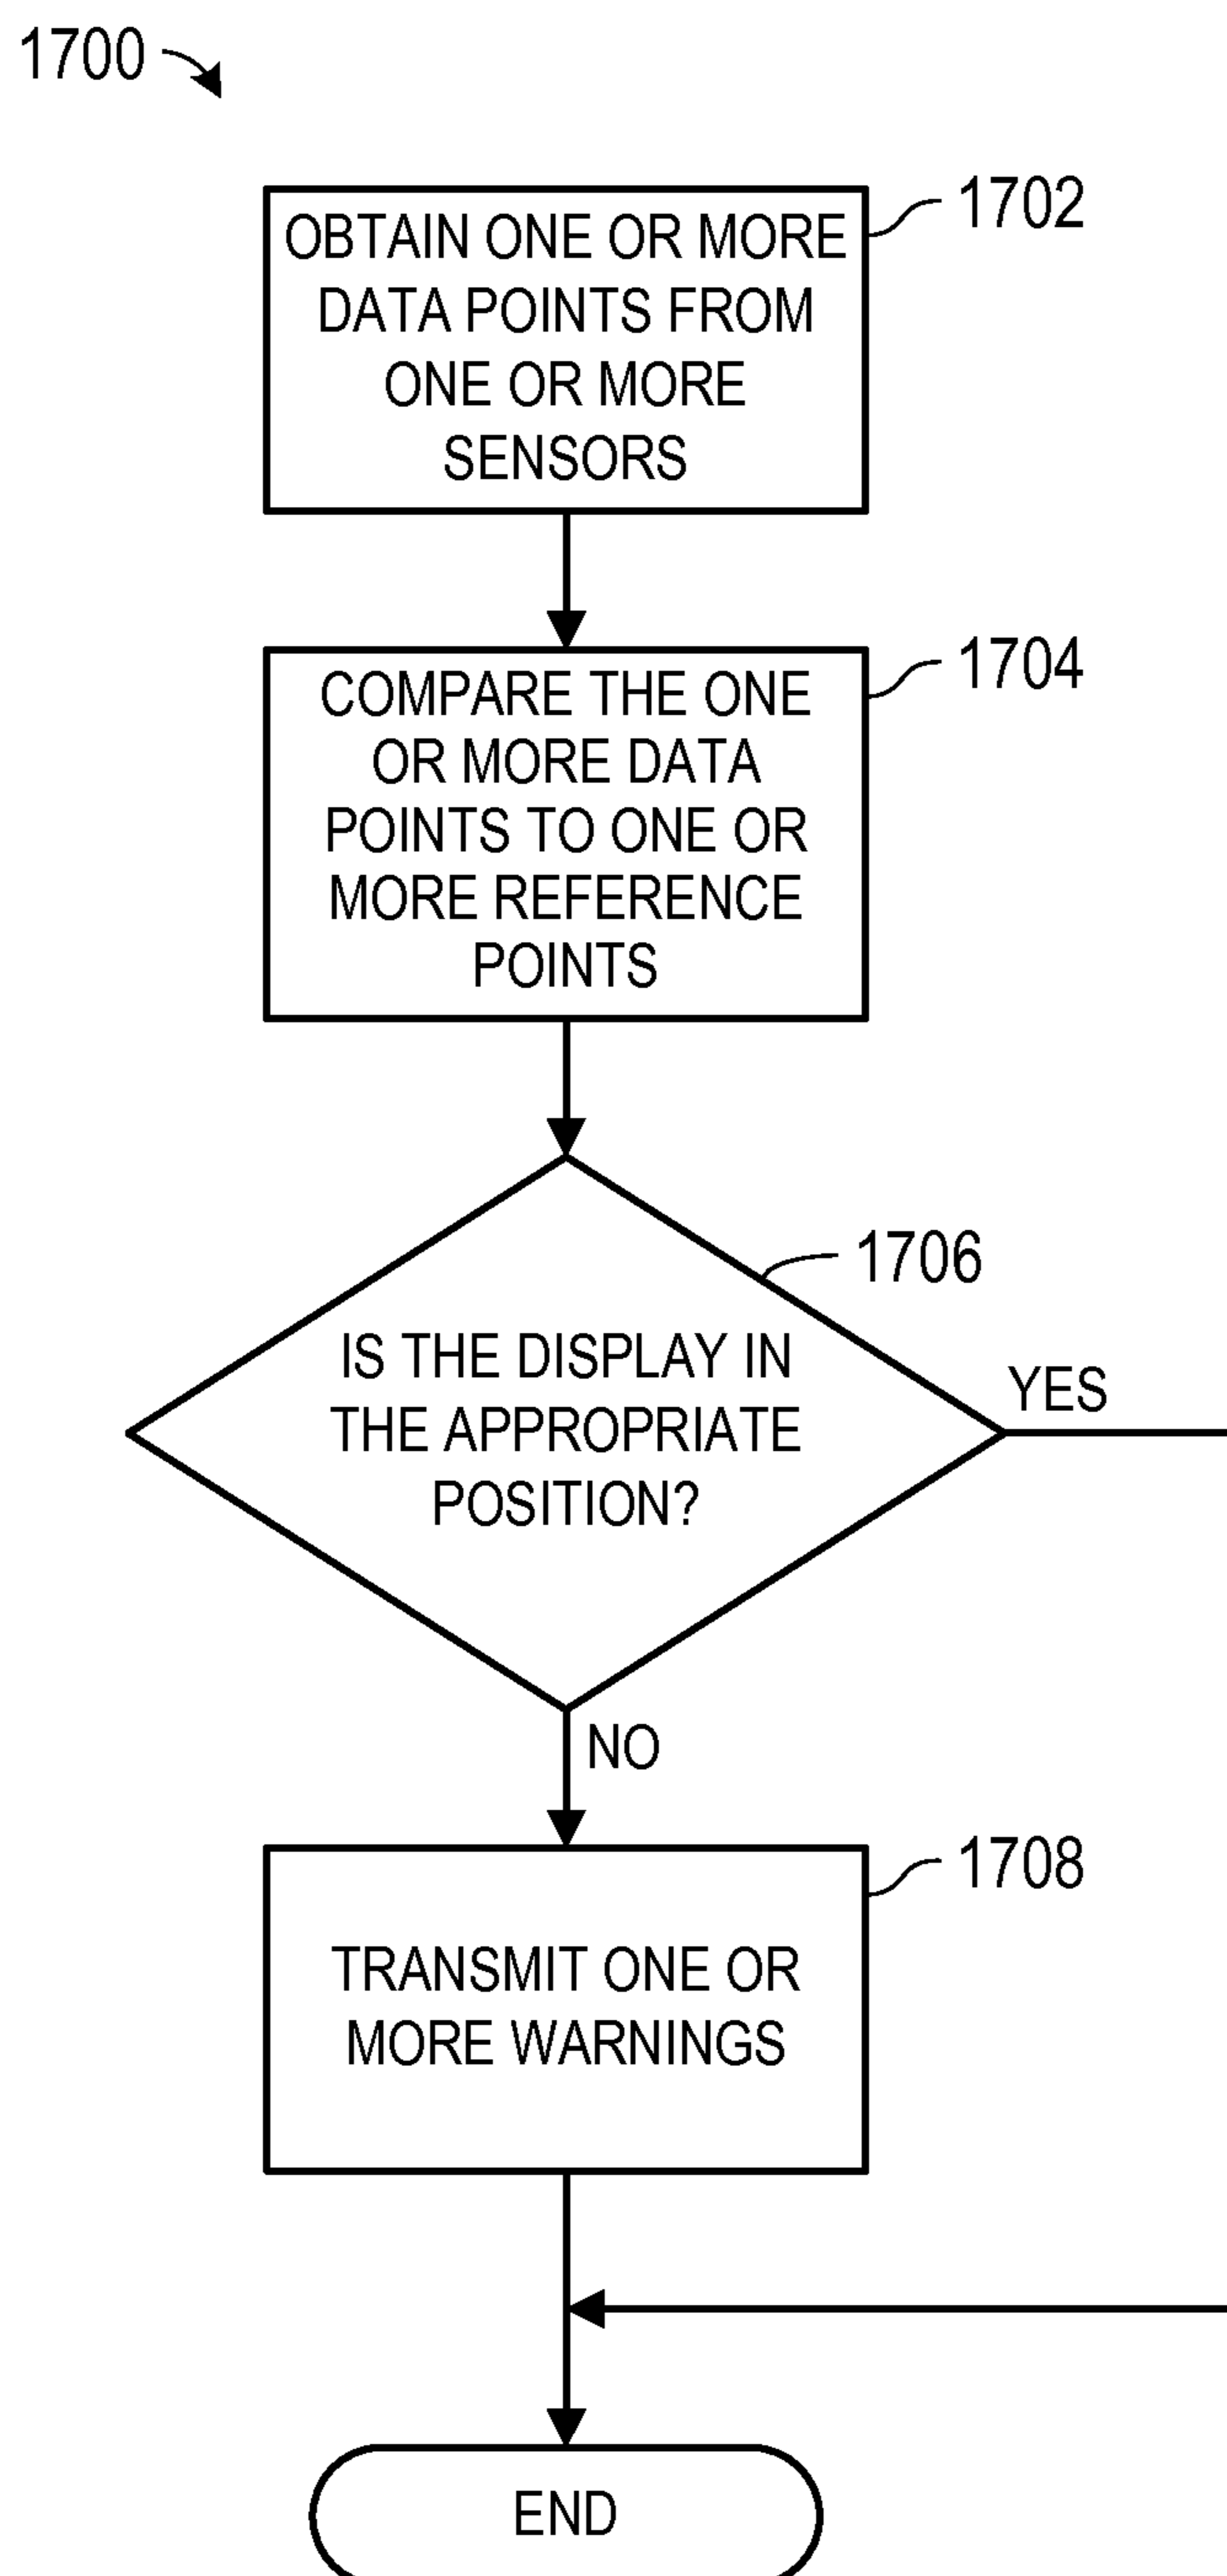 1700
OBTAIN ONE OR MORE
DATA POINTS FROM
ONE OR MORE
SENSORS
1702
COMPARE THE ONE
OR MORE DATA
POINTS TO ONE OR
MORE REFERENCE
POINTS
1704
IS THE DISPLAY IN
THE APPROPRIATE
POSITION?
1706
YES
NO
TRANSMIT ONE OR
MORE WARNINGS
1708
END